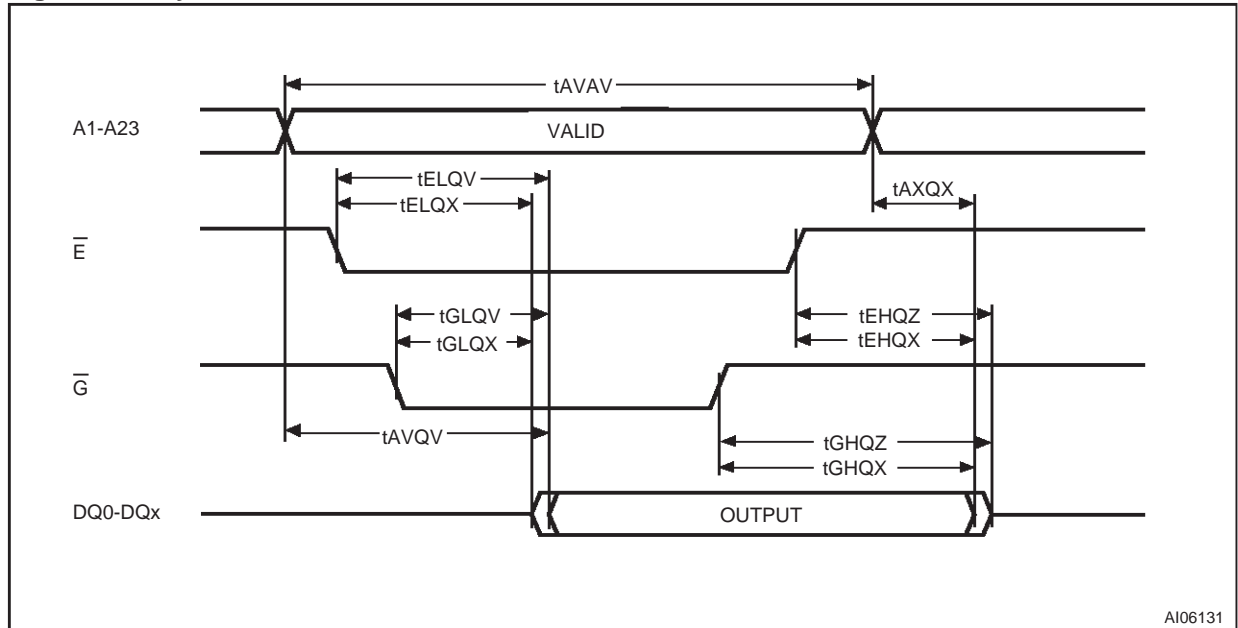 tAVAV
A1-A23
VALID
tELQV
tAXQX
tELQX
E
tGLQV
tEHQZ
tGLQX
tEHQX
G
tAVQV
tGHQZ
tGHQX
DQ0-DQx
OUTPUT
AI06131